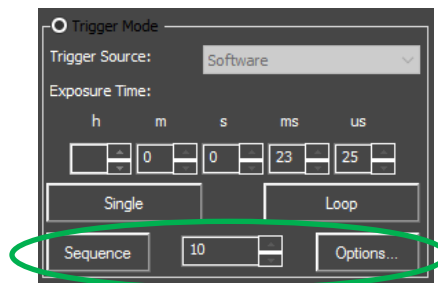 Trigger Mode
Trigger Source: Software
Exposure Time:
h m s ms us
0 0 23 25
Single Loop
Sequence 10 Options...